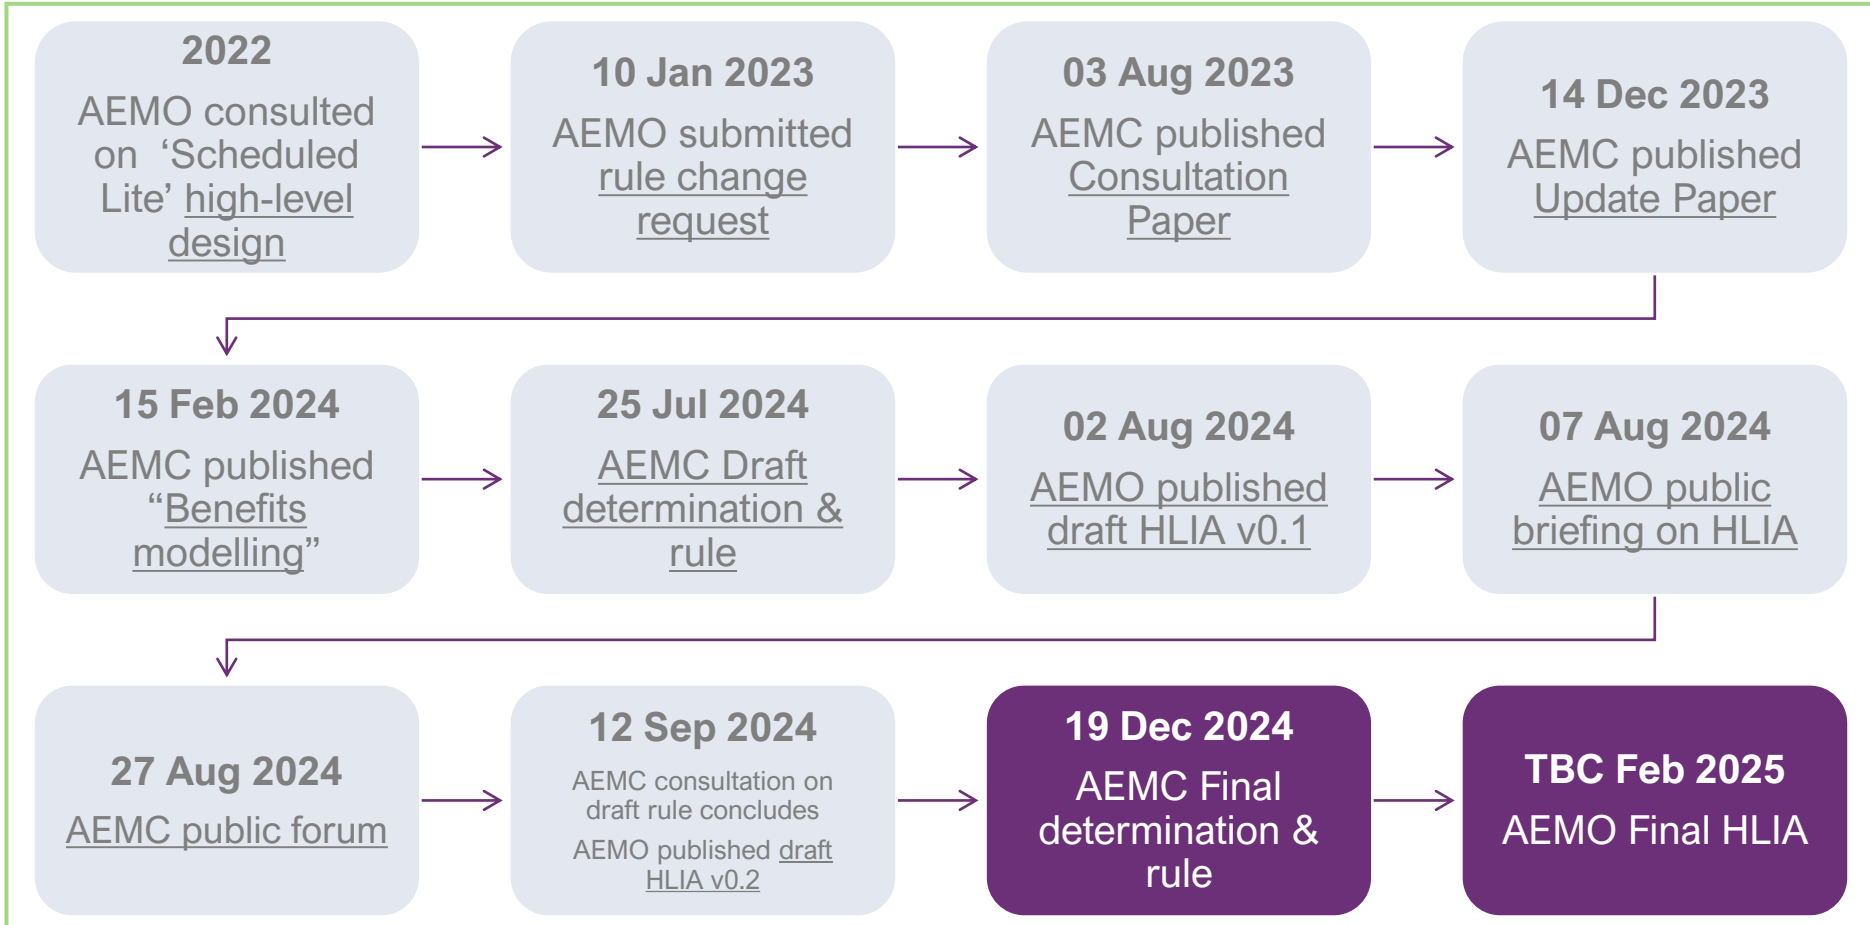 2022
AEMO consulted
on ‘Scheduled
Lite’ high-level
design
10 Jan 2023
AEMO submitted
rule change
request
03 Aug 2023
AEMC published
Consultation
Paper
14 Dec 2023
AEMC published
Update Paper
15 Feb 2024
AEMC published
“Benefits
modelling”
25 Jul 2024
AEMC Draft
determination &
rule
02 Aug 2024
AEMO published
draft HLIA v0.1
07 Aug 2024
AEMO public
briefing on HLIA
27 Aug 2024
AEMC public forum
12 Sep 2024
AEMC consultation on
draft rule concludes
AEMO published draft
HLIA v0.2
19 Dec 2024
AEMC Final
determination &
rule
TBC Feb 2025
AEMO Final HLIA